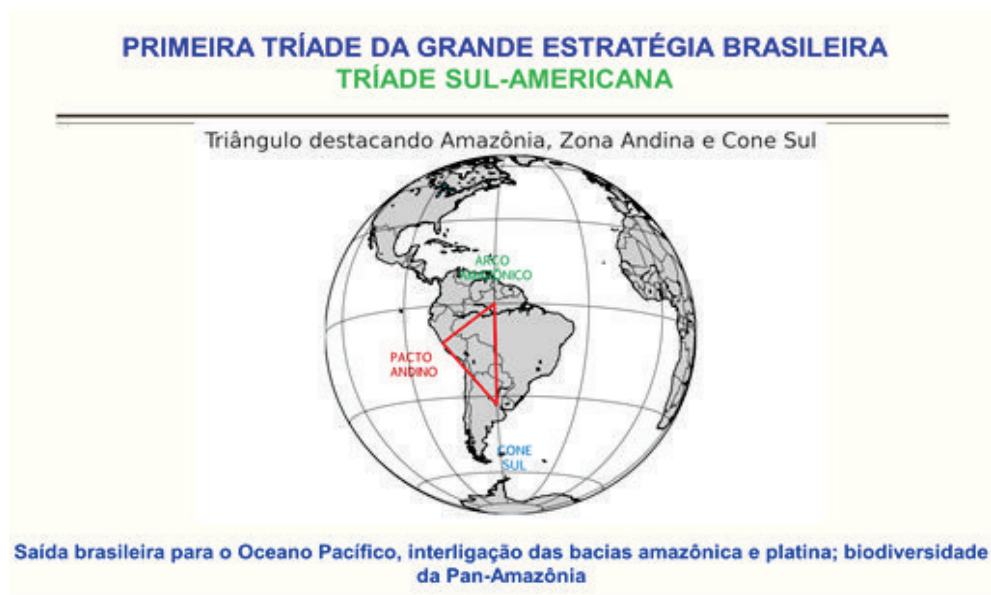 PRIMEIRA TRÍADE DA GRANDE ESTRATÉGIA BRASILEIRA
TRÍADE SUL-AMERICANA
Triângulo destacando Amazônia, Zona Andina e Cone Sul
ARCO
AMAZÔNICO
PACTO
ANDINO
CONE
SUL
Saída brasileira para o Oceano Pacífico, interligação das bacias amazônica e platina; biodiversidade
da Pan-Amazônia